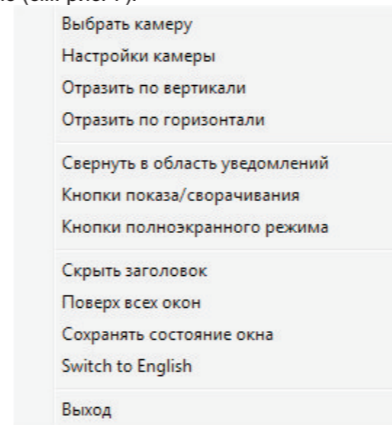 Выбрать камеру
Настройки камеры
Отразить по вертикали
Отразить по горизонтали
Свернуть в область уведомлений
Кнопки показа/сворачивания
Кнопки полноэкранного режима
Скрыть заголовок
Поверх всех окон
Сохранять состояние окна
Switch to English
Выход